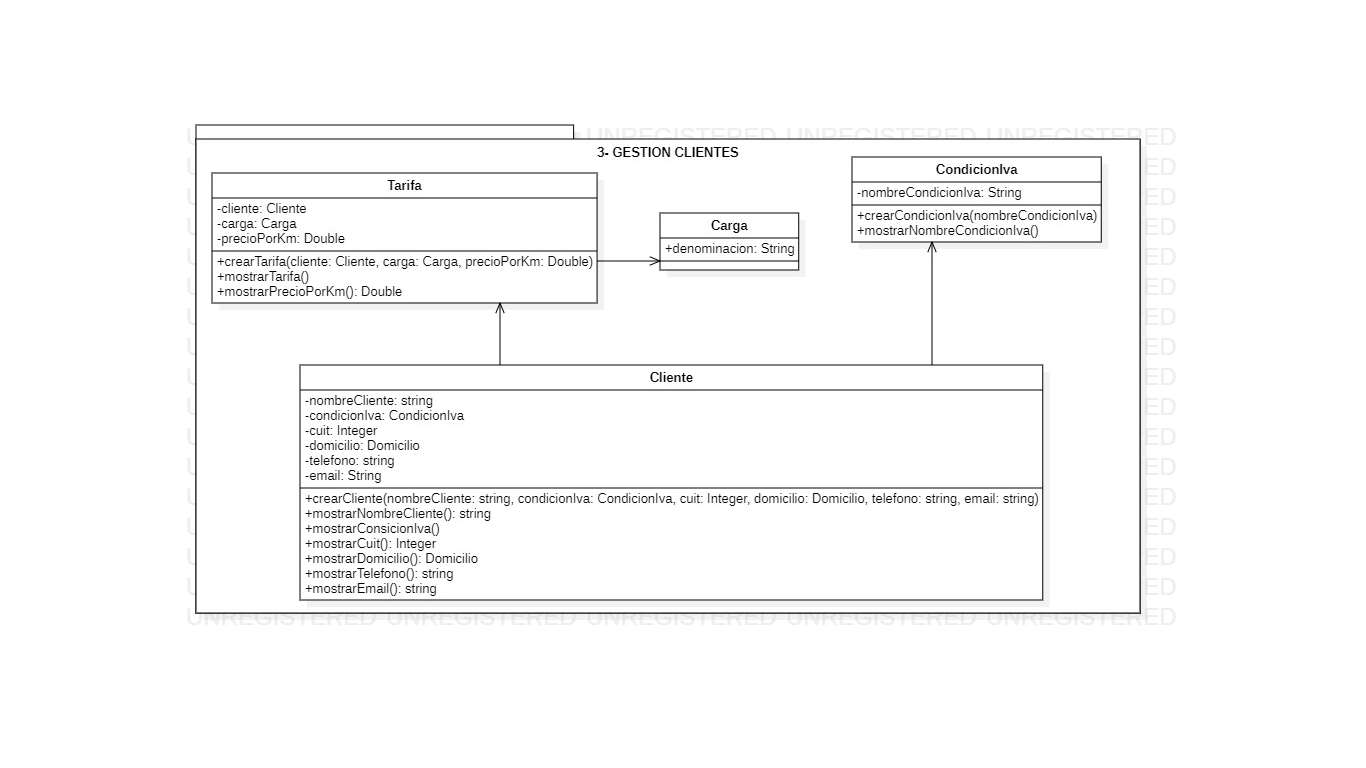 3- GESTION CLIENTES
Tarifa
-cliente: Cliente
-carga: Carga
-precioPorKm: Double
+crearTarifa(cliente: Cliente, carga: Carga, precioPorKm: Double)
+mostrarTarifa()
+mostrarPrecioPorKm(): Double
Carga
+denominacion: String
CondicionIva
-nombreCondicionIva: String
+crearCondicionIva(nombreCondicionIva)
+mostrarNombreCondicionIva()
Cliente
-nombreCliente: string
-condicionIva: CondicionIva
-cuit: Integer
-domicilio: Domicilio
-telefono: string
-email: String
+crearCliente(nombreCliente: string, condicionIva: CondicionIva, cuit: Integer, domicilio: Domicilio, telefono: string, email: string)
+mostrarNombreCliente(): string
+mostrarConsicionIva()
+mostrarCuit(): Integer
+mostrarDomicilio(): Domicilio
+mostrarTelefono(): string
+mostrarEmail(): string
UNREGISTERED UNREGISTERED UNREGISTERED UNREGISTERED UNREGISTERED